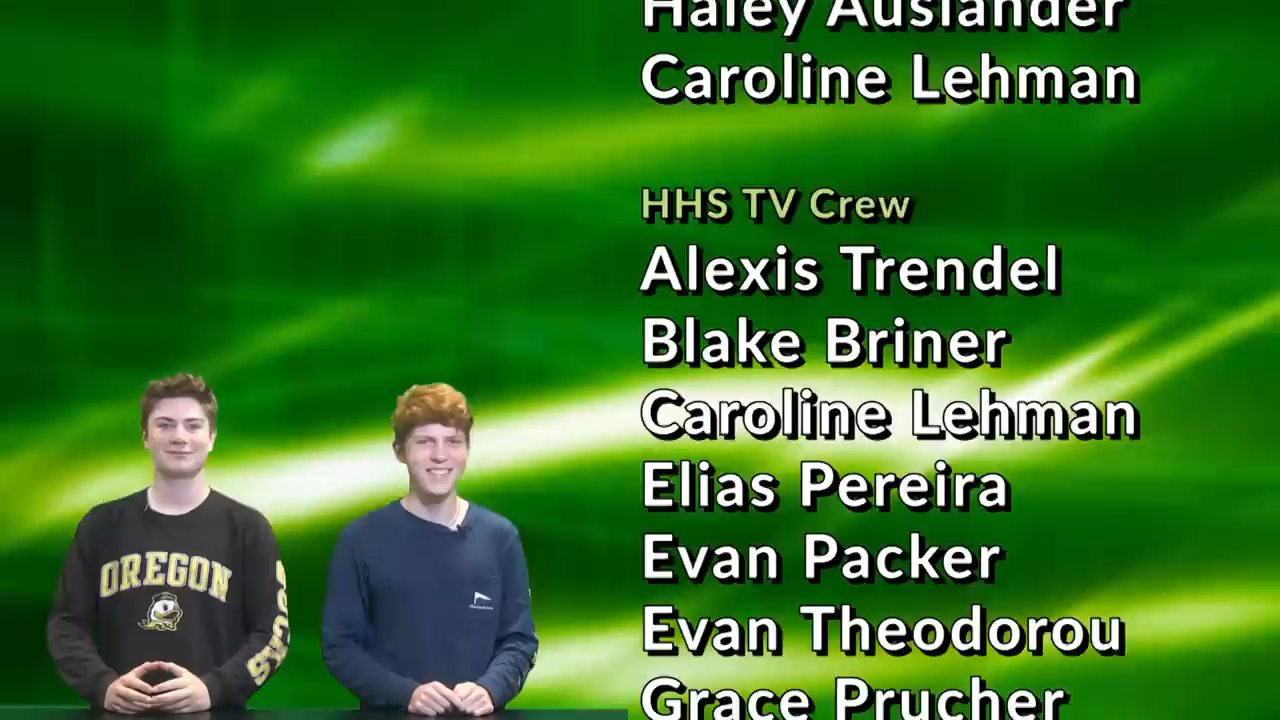 Haley Auslander
Caroline Lehman
HHS TV Crew
Alexis Trendel
Blake Briner
Caroline Lehman
Elias Pereira
Evan Packer
Evan Theodorou
Grace Prucher
OREGON